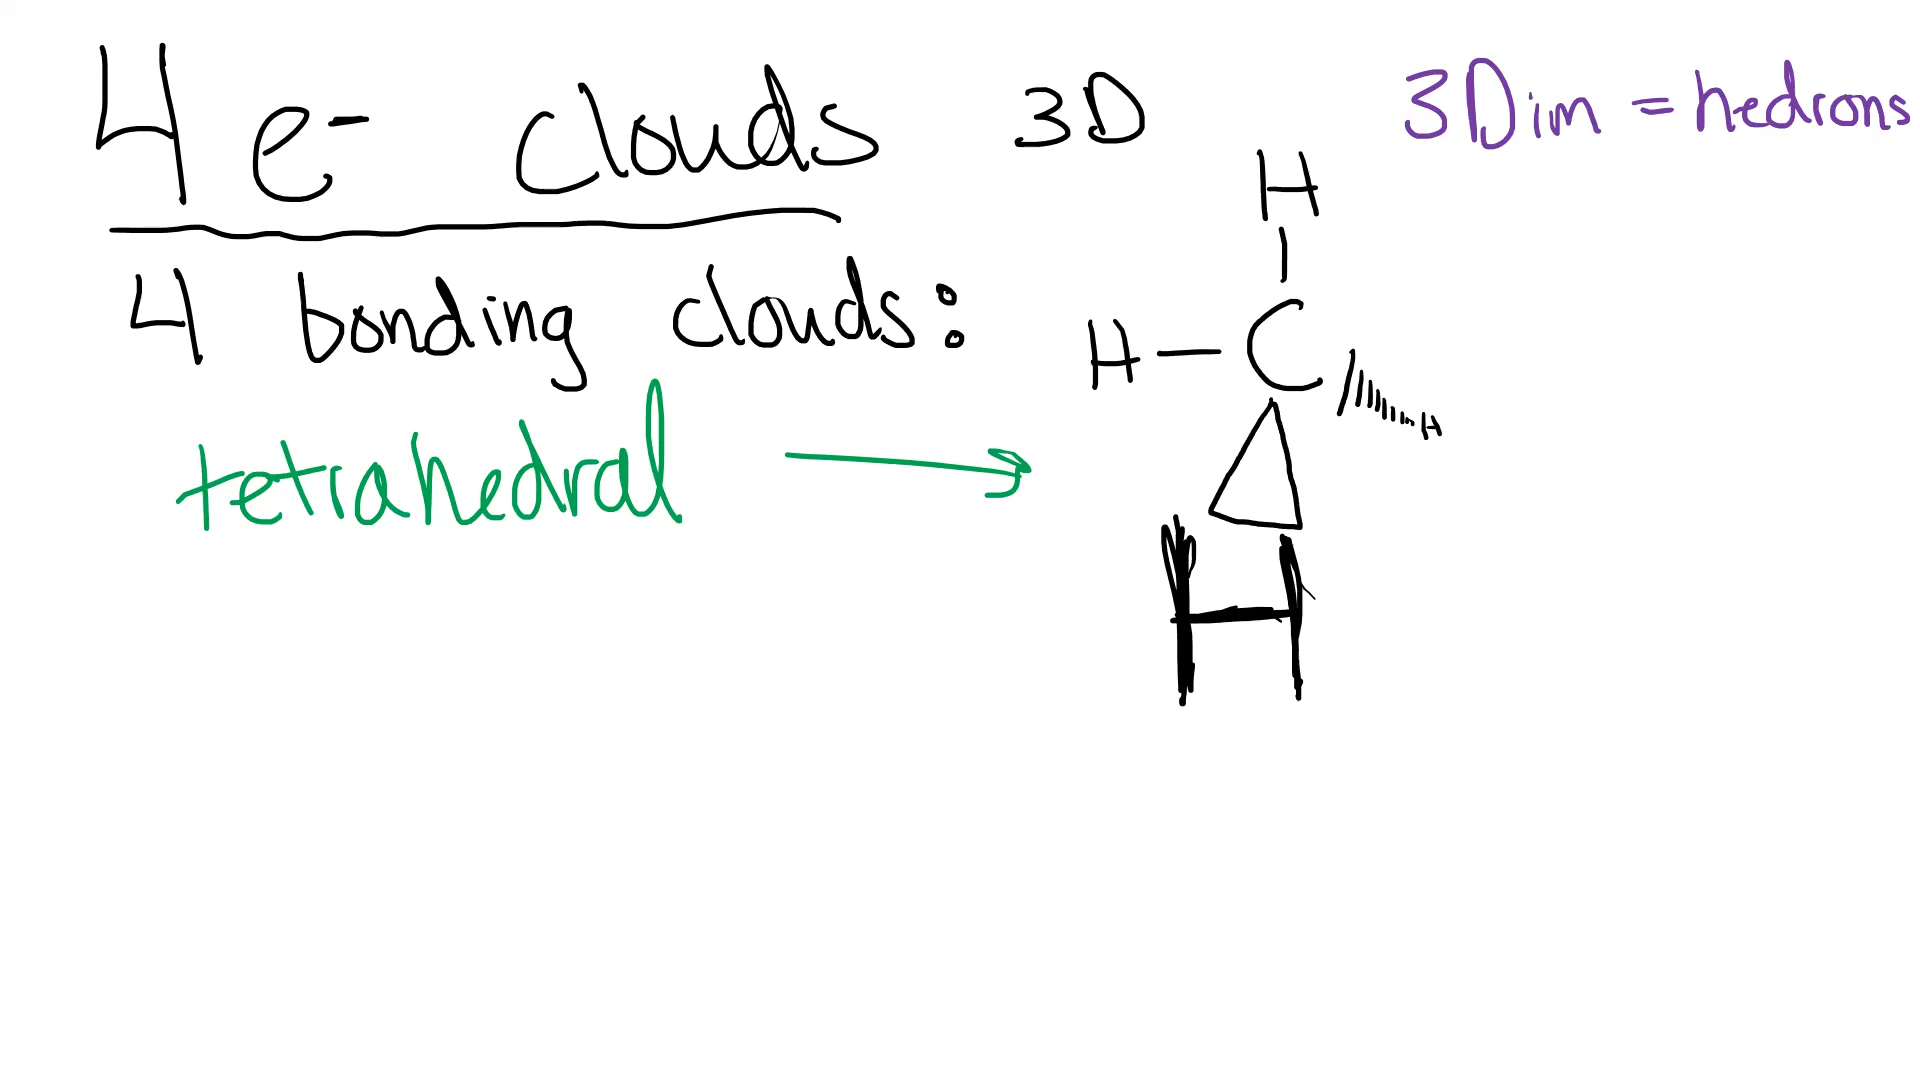 4 e- clouds 3D
3Dim = hedrons
4 bonding clouds:
tetrahedral
H
H - C
H
H